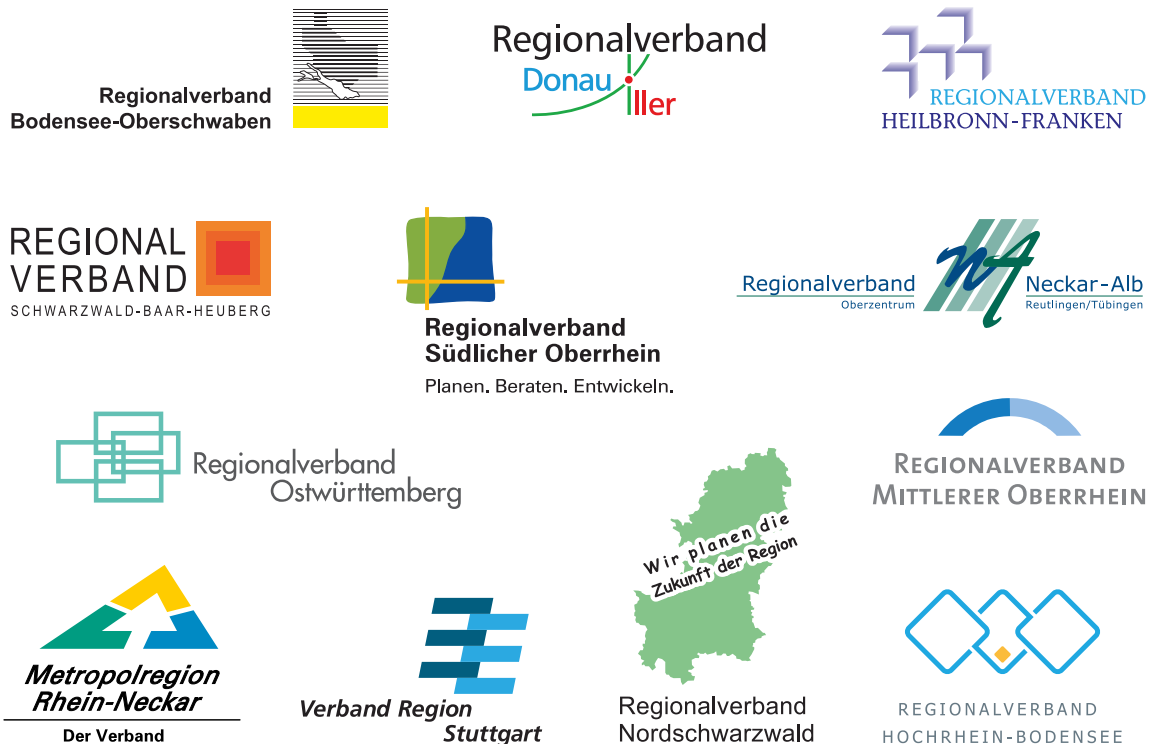 Regionalverband
Bodensee-Oberschwaben
Regionalverband
Donau
Iller
REGIONALVERBAND
HEILBRONN-FRANKEN
REGIONAL
VERBAND
SCHWARZWALD-BAAR-HEUBERG
Regionalverband
Südlicher Oberrhein
Planen. Beraten. Entwickeln.
Regionalverband
Oberzentrum
NA
Neckar-Alb
Reutlingen/Tübingen
Regionalverband
Ostwürttemberg
REGIONALVERBAND
MITTLERER OBERRHEIN
Metropolregion
Rhein-Neckar
Der Verband
Verband Region
Stuttgart
Wir planen die
Zukunft der Region
Regionalverband
Nordschwarzwald
REGIONALVERBAND
HOCHRHEIN-BODENSEE